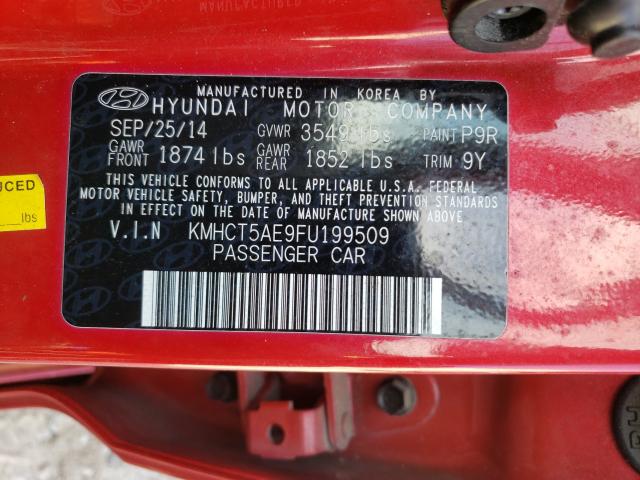 MANUFACTURED IN KOREA BY
HYUNDAI MOTOR COMPANY
SEP/25/14 GVWR 3549 lbs PAINT P9R
GAWR FRONT 1874 lbs GAWR REAR 1852 lbs TRIM 9Y
THIS VEHICLE CONFORMS TO ALL APPLICABLE U.S.A. FEDERAL
MOTOR VEHICLE SAFETY, BUMPER, AND THEFT PREVENTION STANDARDS
IN EFFECT ON THE DATE OF MANUFACTURE SHOWN ABOVE.
V.I.N KMHCT5AE9FU199509
PASSENGER CAR
UCED
lbs